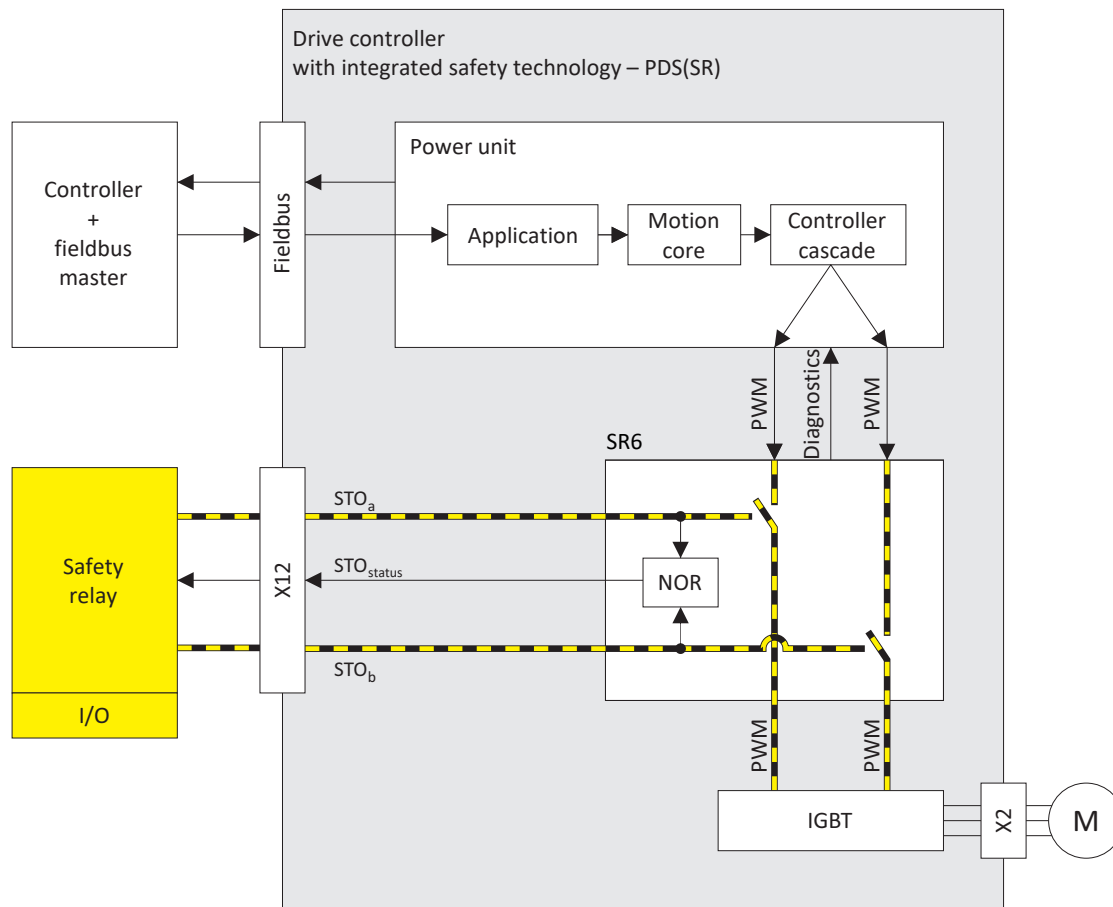 Drive controller
with integrated safety technology – PDS(SR)
Controller
+
fieldbus
master
Fieldbus
Power unit
Application
Motion
core
Controller
cascade
PWM
Diagnostics
PWM
SR6
Safety
relay
I/O
X12
STOa
STOstatus
STOb
NOR
PWM
PWM
IGBT
X2
M